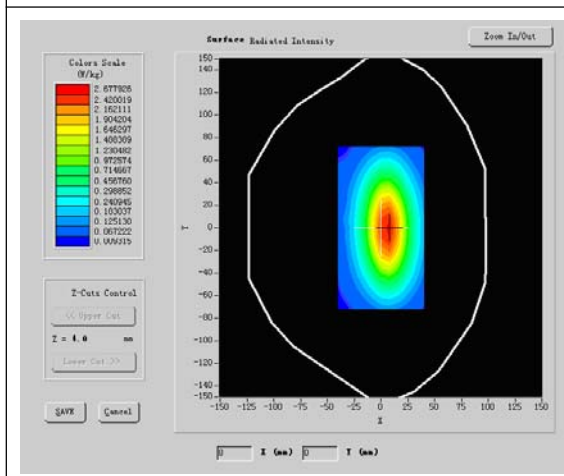 Surface Radiated Intensity
Zoom In/Out
Colors Scale
(W/kg)
2.677926
2.420019
2.162111
1.904204
1.646297
1.488389
1.230482
0.972574
0.714667
0.456760
0.298852
0.240945
0.183037
0.125130
0.067222
0.009315
Z-Cuts Control
<< Upper Cut
Z = 4.0 mm
Lower Cut >>
SAVE
Cancel
150
140
120
100
80
60
40
20
0
-20
-40
-60
-80
-100
-120
-140
-150
Y
-150 -125 -100 -75 -50 -25 0 25 50 75 100 125 150
X
0 X (mm) 0 Y (mm)